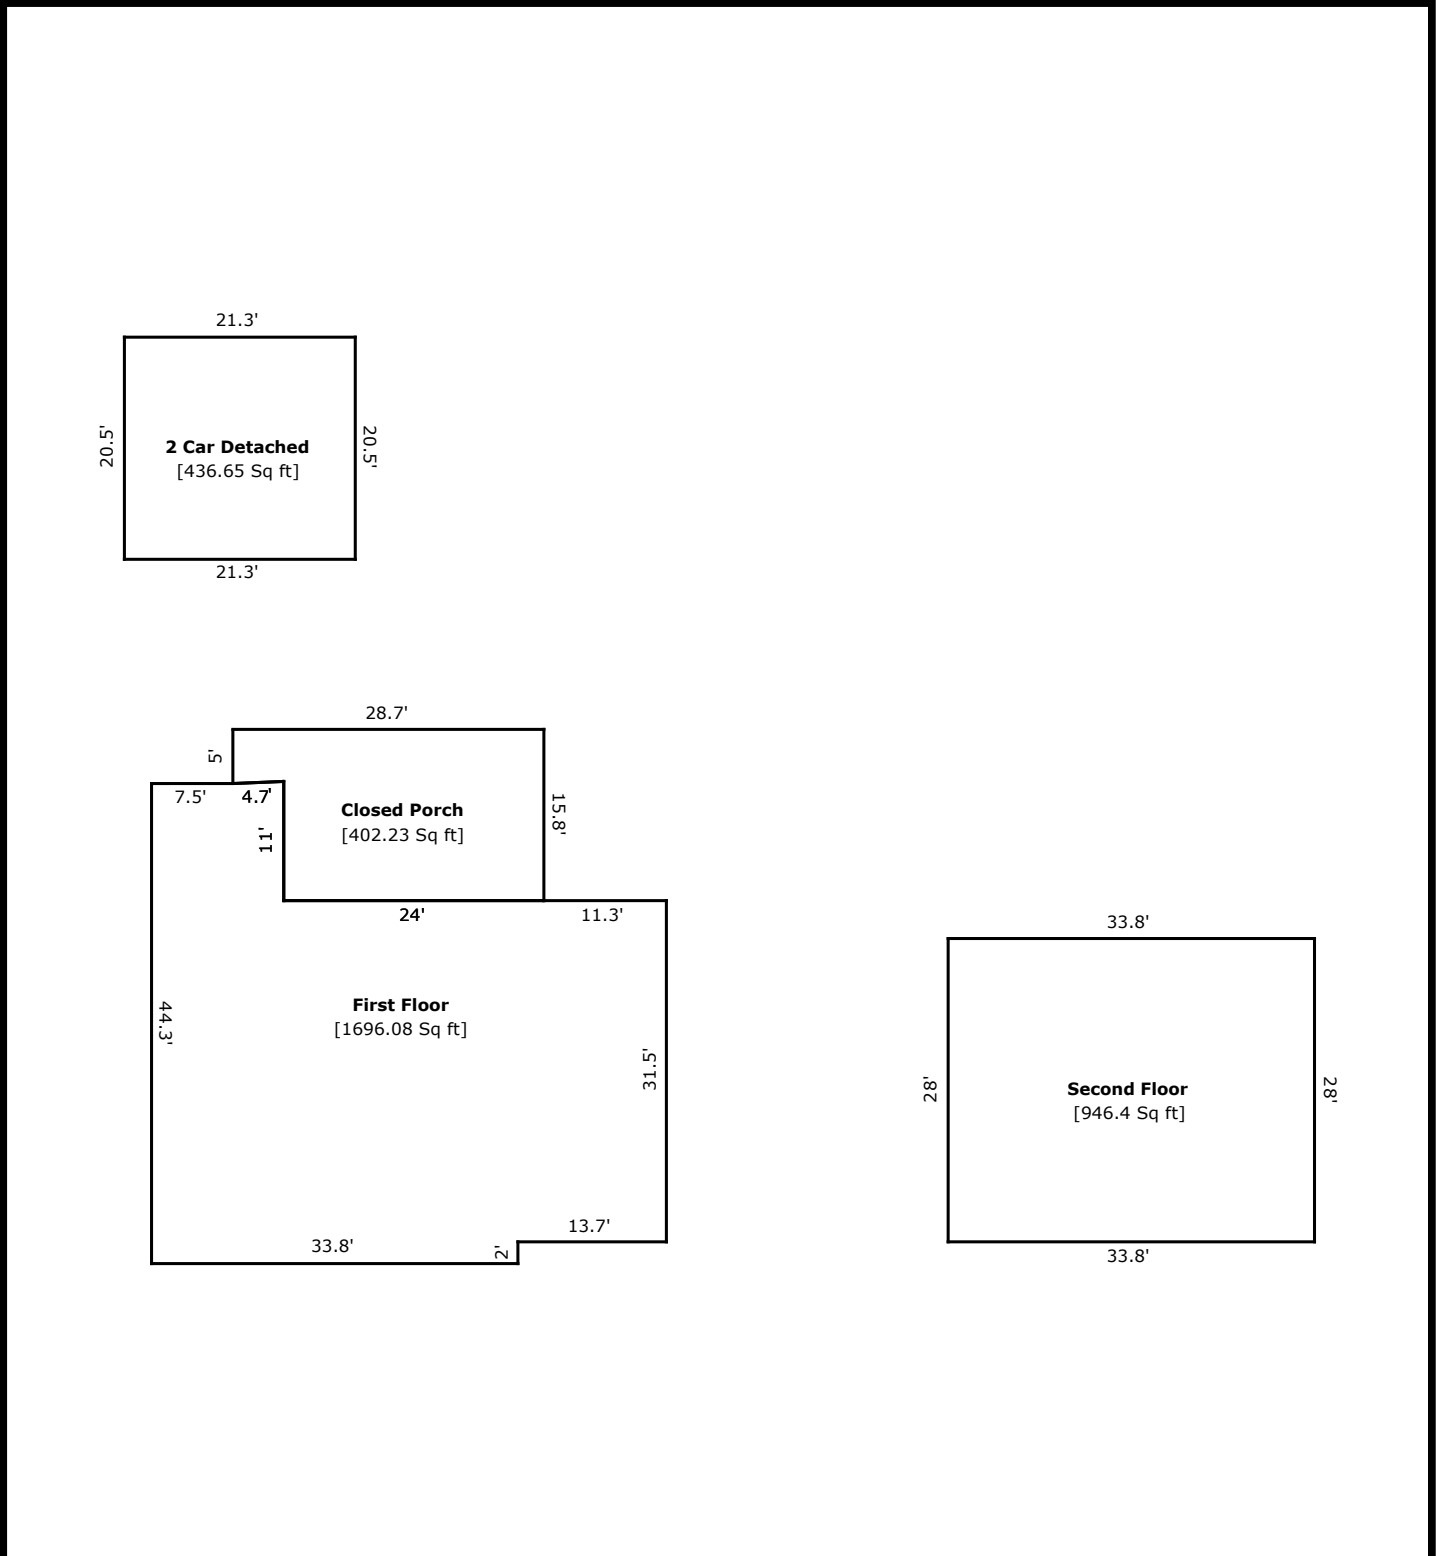 21.3'
20.5'
2 Car Detached
[436.65 Sq ft]
20.5'
21.3'
28.7'
5'
7.5'
4.7'
11'
Closed Porch
[402.23 Sq ft]
15.8'
24'
11.3'
First Floor
[1696.08 Sq ft]
44.3'
31.5'
33.8'
2'
13.7'
33.8'
28'
Second Floor
[946.4 Sq ft]
28'
33.8'